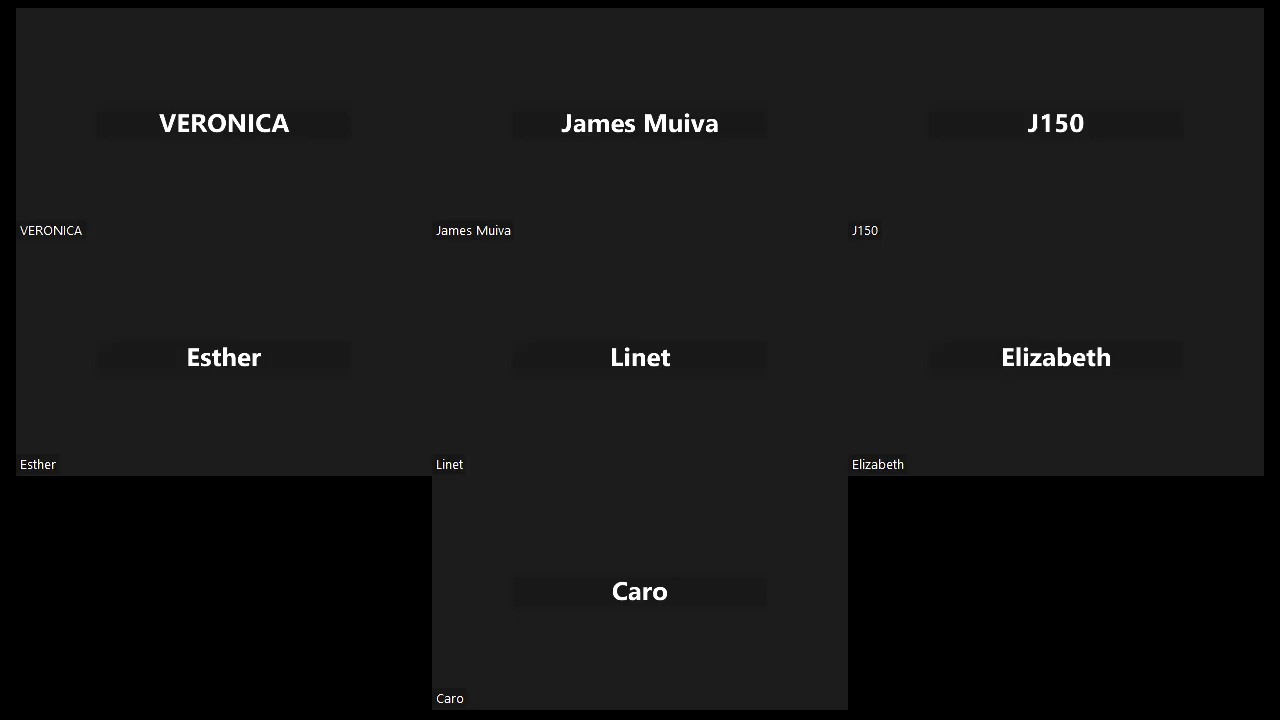 VERONICA
James Muiva
J150
VERONICA
James Muiva
J150
Esther
Linet
Elizabeth
Esther
Linet
Elizabeth
Caro
Caro